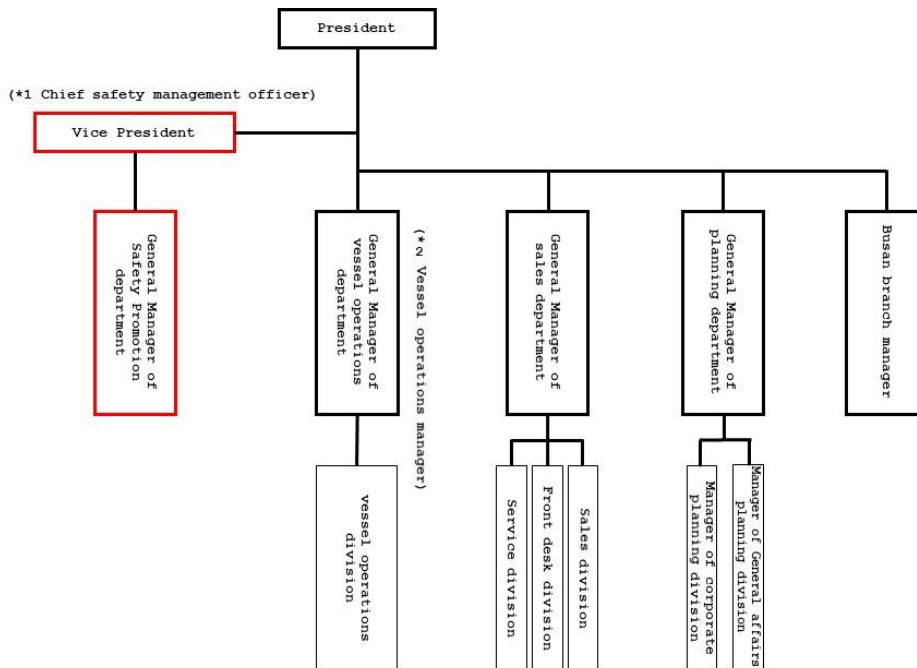 President
(*1 Chief safety management officer)
Vice President
General Manager of
Safety Promotion
department
General Manager of
vessel operations
department
(*2 Vessel operations manager)
General Manager of
sales department
General Manager of
planning department
Busan branch manager
vessel operations
division
Service division
Front desk division
Sales division
Manager of corporate
planning division
Manager of General affairs
planning division